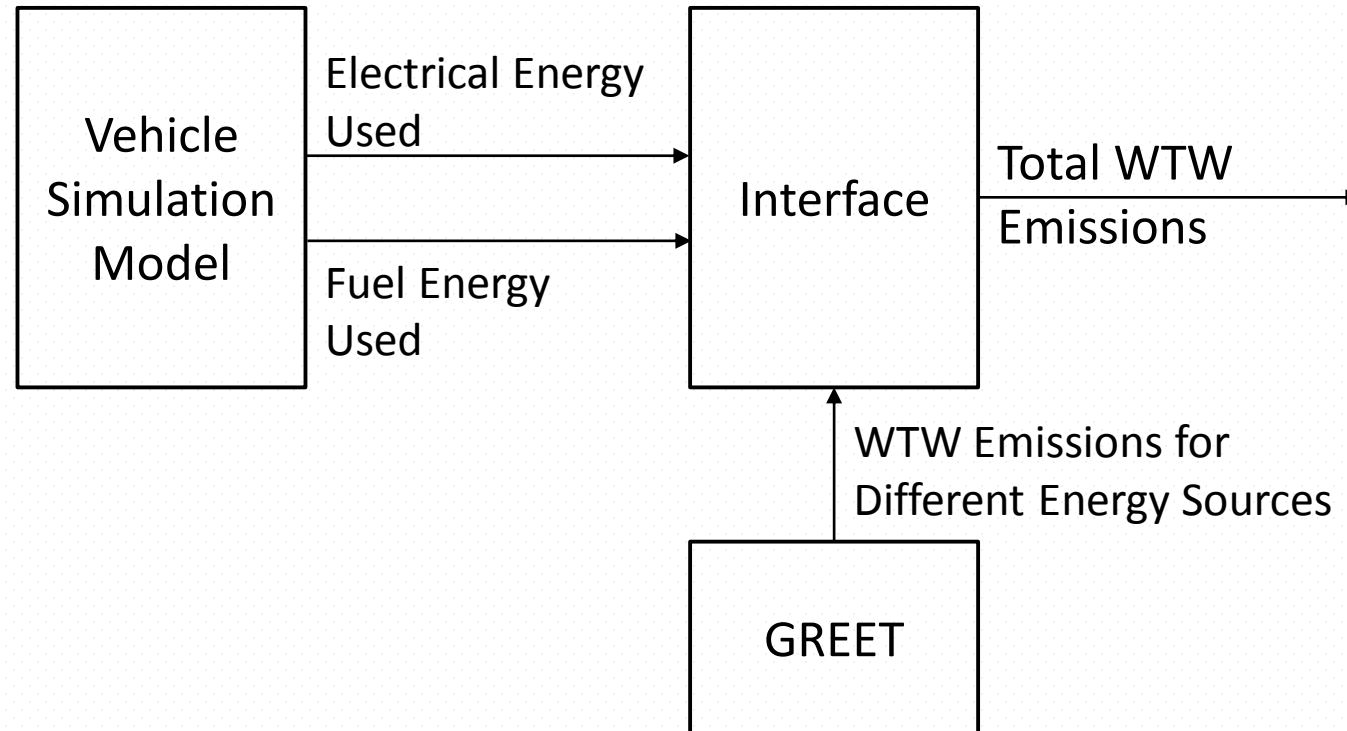 Vehicle
Simulation
Model
Electrical Energy
Used
Fuel Energy
Used
Interface
Total WTW
Emissions
WTW Emissions for
Different Energy Sources
GREET